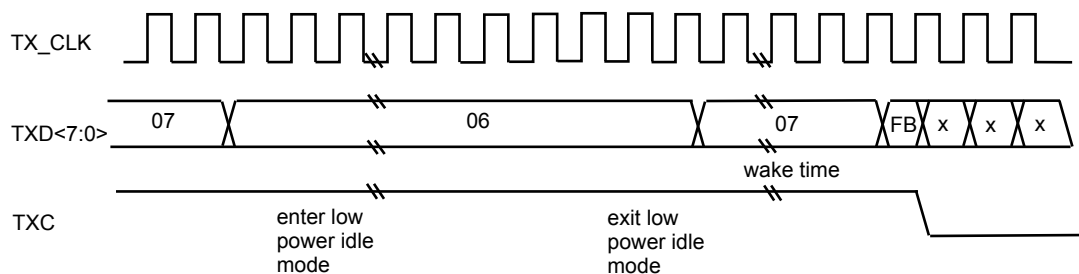 TX_CLK
TXD<7:0>
07
06
07
FB
x
x
x
wake time
TXC
enter low
power idle
mode
exit low
power idle
mode